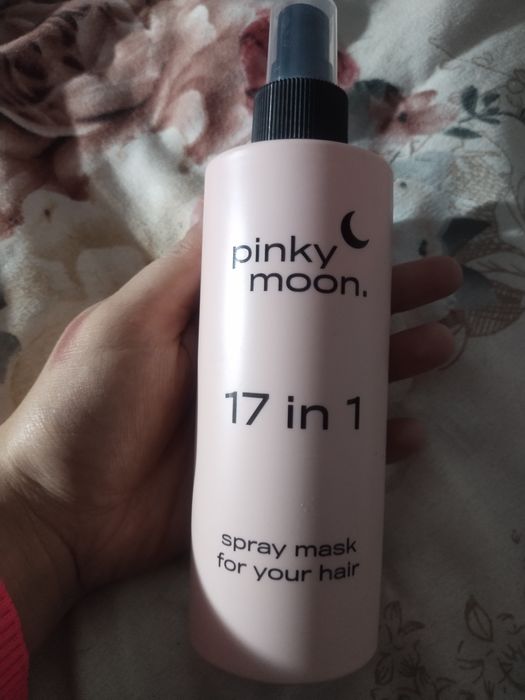 pinky
moon.
17 in 1
spray mask
for your hair